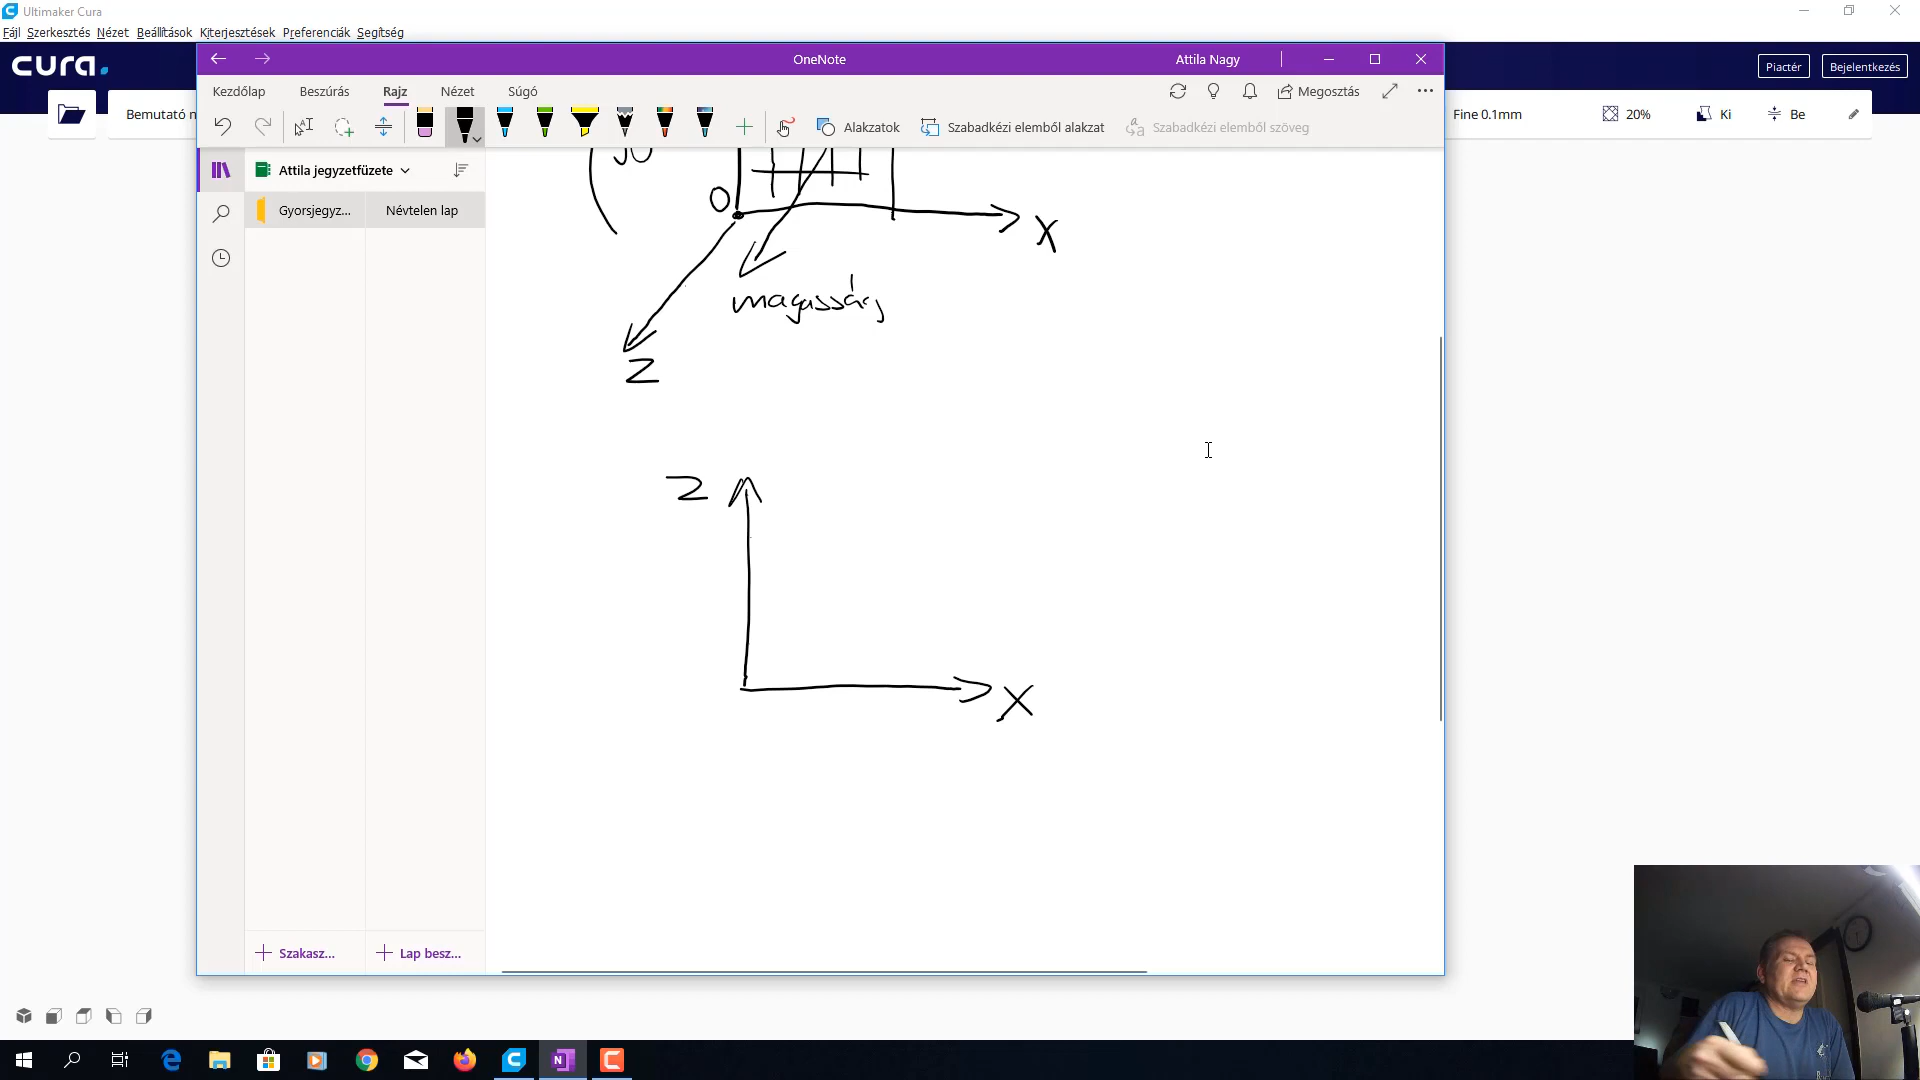 Ultimaker Cura
Fájl Szerkesztés Nézet Beállítások Kiterjesztések Preferenciák Segítség
cura.
OneNote
Attila Nagy
Piactér
Bejelentkezés
Kezdőlap Beszúrás Rajz Nézet Súgó
Megosztás
Bemutató n
Alakzatok
Szabadkézi elemből alakzat
Szabadkézi elemből szöveg
Fine 0.1mm
20%
Ki
Be
Attila jegyzetfüzete
Gyorsjegyz...
Névtelen lap
0
X
magasság
Z
Z
X
Szakasz...
Lap besz...